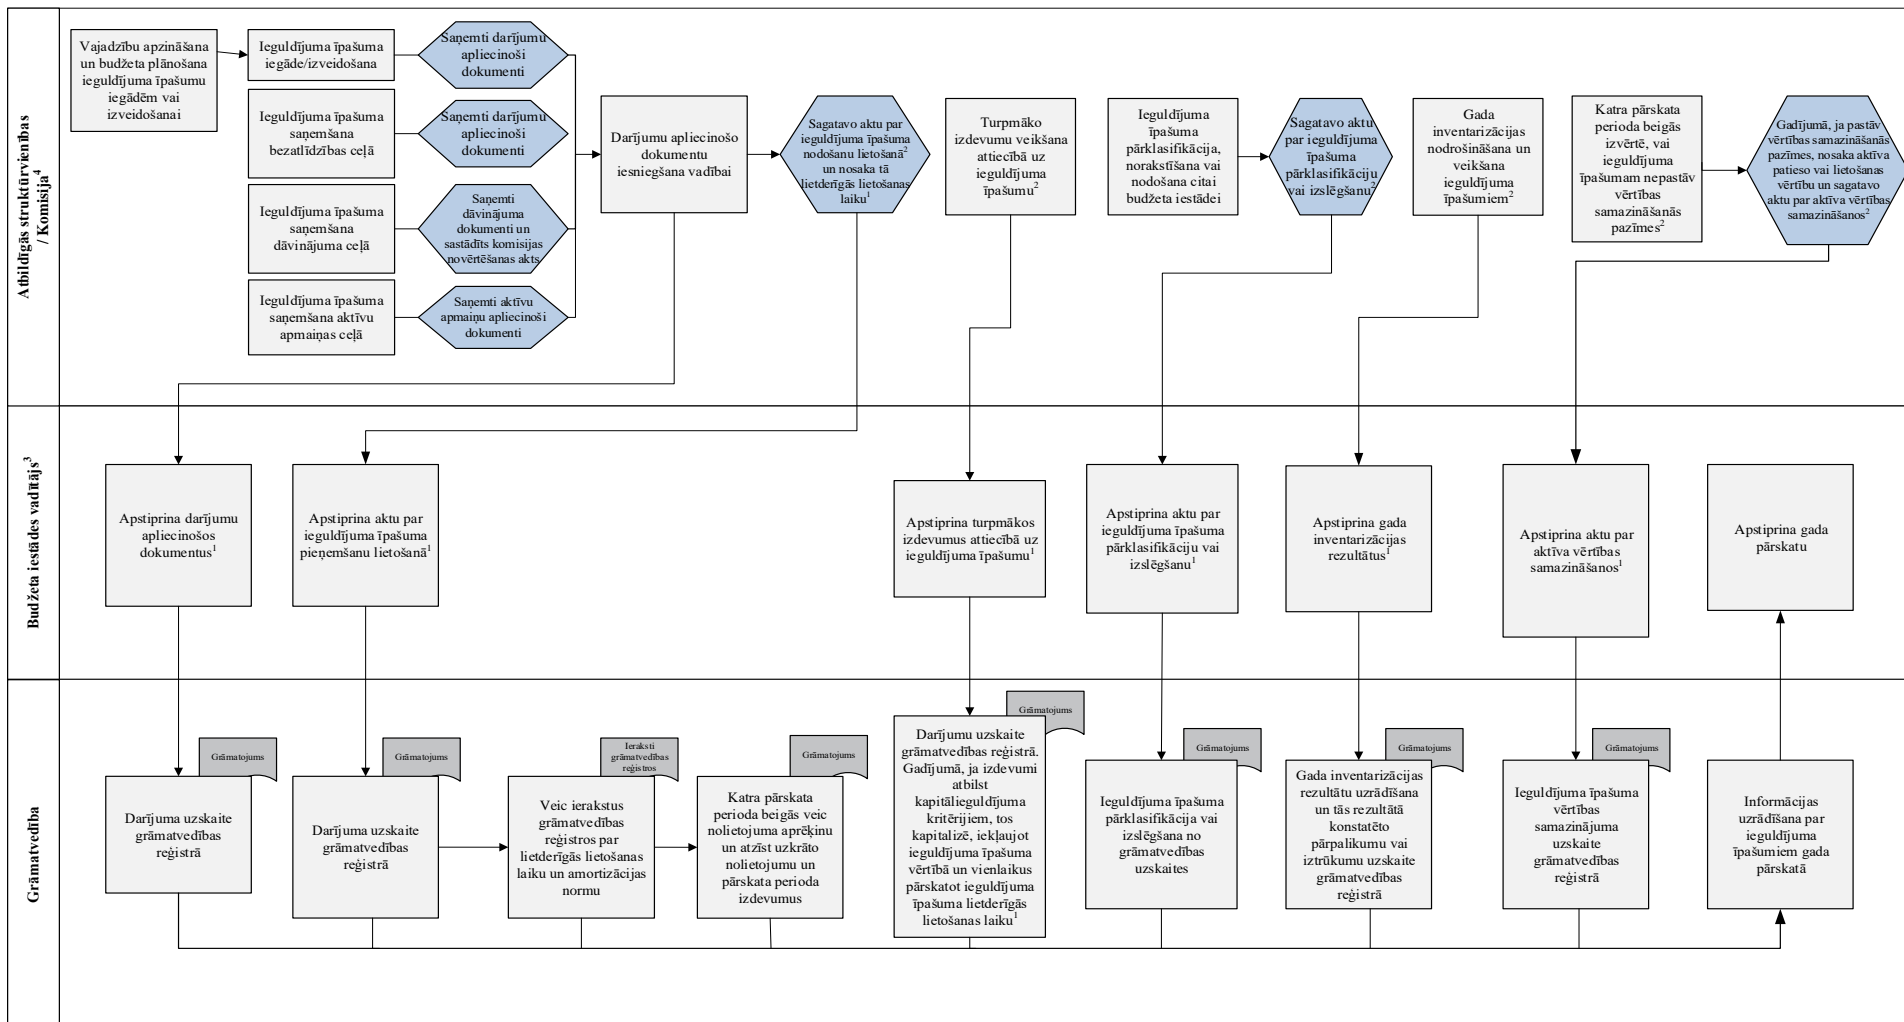 Atbildīgās struktūrvienības
/ Komisija⁴
Vajadzību apzināšana
un budžeta plānošana
ieguldījuma īpašumu
iegādēm vai
izveidošanai
Ieguldījuma īpašuma
iegāde/izveidošana
Saņemti darījumu
apliecinoši
dokumenti
Ieguldījuma īpašuma
saņemšana
bezatlīdzības ceļā
Saņemti darījumu
apliecinoši
dokumenti
Ieguldījuma īpašuma
saņemšana
dāvinājuma ceļā
Saņemti
dāvinājuma
dokumenti un
sastādīts komisijas
novērtēšanas akts
Ieguldījuma īpašuma
saņemšana aktīvu
apmaiņas ceļā
Saņemti aktīvu
apmaiņu apliecinoši
dokumenti
Darījumu apliecinošo
dokumentu
iesniegšana vadībai
Sagatavo aktu par
ieguldījuma īpašuma
nodošanu lietošanā²
un nosaka tā
lietderīgās lietošanas
laiku¹
Turpmāko
izdevumu veikšana
attiecībā uz
ieguldījuma
īpašumu²
Ieguldījuma
īpašuma
pārklasifikācija,
norakstīšana vai
nodošana citai
budžeta iestādei
Sagatavo aktu
par ieguldījuma
īpašuma
pārklasifikāciju
vai izslēgšanu²
Gada
inventarizācijas
nodrošināšana un
veikšana
ieguldījuma
īpašumiem²
Katra pārskata
perioda beigās
izvērtē, vai
ieguldījuma
īpašumam nepastāv
vērtības
samazināšanās
pazīmes²
Gadījumā, ja pastāv
vērtības samazināšanās
pazīmes, nosaka aktīva
patieso vai lietošanas
vērtību un sagatavo
aktu par aktīva vērtības
samazināšanos²
Budžeta iestādes vadītājs³
Apstiprina darījumu
apliecinošos
dokumentus¹
Apstiprina aktu par
ieguldījuma īpašuma
pieņemšanu lietošanā¹
Apstiprina turpmākos
izdevumus attiecībā uz
ieguldījuma īpašumu¹
Apstiprina aktu par
ieguldījuma īpašuma
pārklasifikāciju vai
izslēgšanu¹
Apstiprina gada
inventarizācijas
rezultātus¹
Apstiprina aktu par
aktīva vērtības
samazināšanos¹
Apstiprina gada
pārskatu
Grāmatvedība
Grāmatojums
Darījuma uzskaite
grāmatvedības
reģistrā
Grāmatojums
Darījuma uzskaite
grāmatvedības
reģistrā
Ieraksti
grāmatvedības
reģistros
Veic ierakstus
grāmatvedības
reģistros par
lietderīgās lietošanas
laiku un amortizācijas
normu
Grāmatojums
Katra pārskata
perioda beigās veic
nolietojuma aprēķinu
un atzīst uzkrāto
nolietojumu un
pārskata perioda
izdevumus
Grāmatojums
Darījumu uzskaite
grāmatvedības reģistrā.
Gadījumā, ja izdevumi
atbilst
kapitālieguldījuma
kritērijiem, tos
kapitalizē, iekļaujot
ieguldījuma īpašuma
vērtībā un vienlaikus
pārskatot ieguldījuma
īpašuma lietderīgās
lietošanas laiku¹
Grāmatojums
Ieguldījuma īpašuma
pārklasifikācija vai
izslēgšana no
grāmatvedības
uzskaites
Grāmatojums
Gada inventarizācijas
rezultātu uzrādīšana
un tās rezultātā
konstatēto
pārpalikumu vai
iztrūkumu uzskaite
grāmatvedības
reģistrā
Grāmatojums
Ieguldījuma īpašuma
vērtības
samazinājuma
uzskaite
grāmatvedības
reģistrā
Informācijas
uzrādīšana par
ieguldījuma
īpašumiem gada
pārskatā